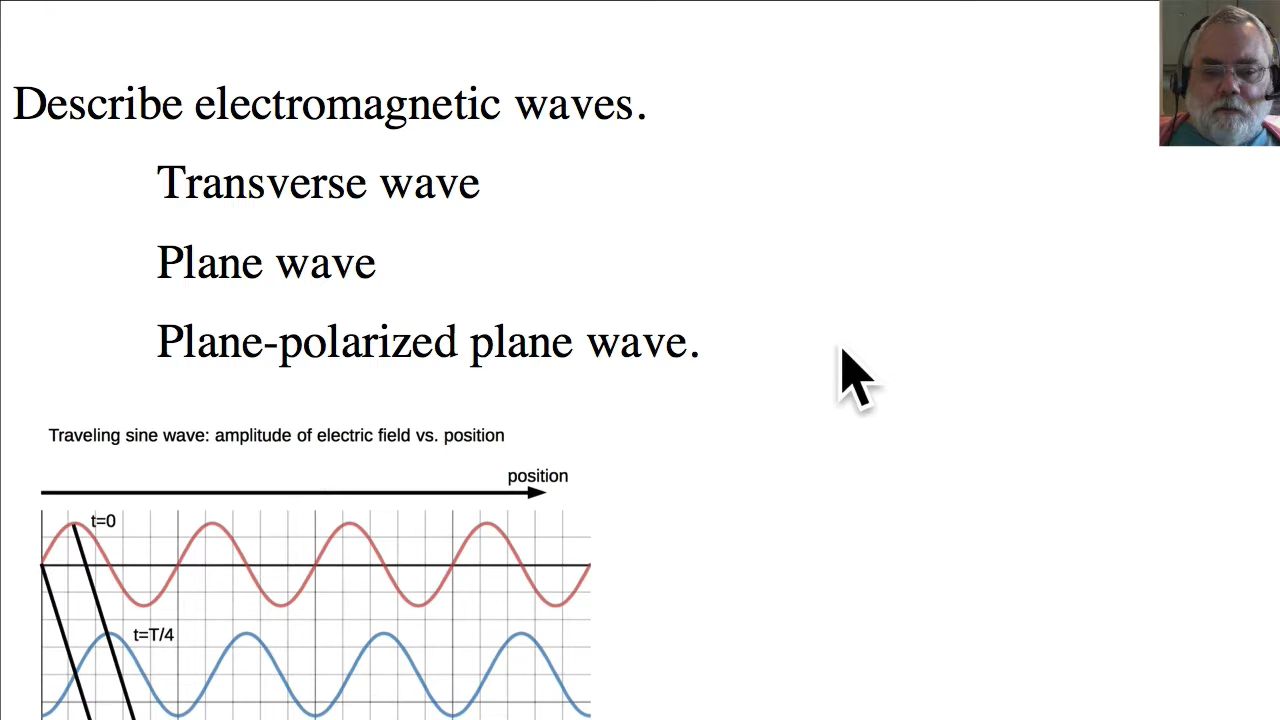 Describe electromagnetic waves.
Transverse wave
Plane wave
Plane-polarized plane wave.
Traveling sine wave: amplitude of electric field vs. position
position
t=0
t=T/4